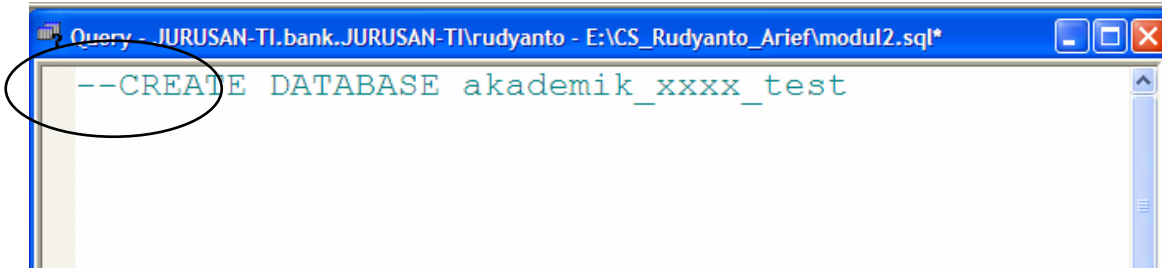 Query - JURUSAN-TI.bank.JURUSAN-TI\rudyanto - E:\CS_Rudyanto_Arief\modul2.sql*
--CREATE DATABASE akademik_xxxx_test